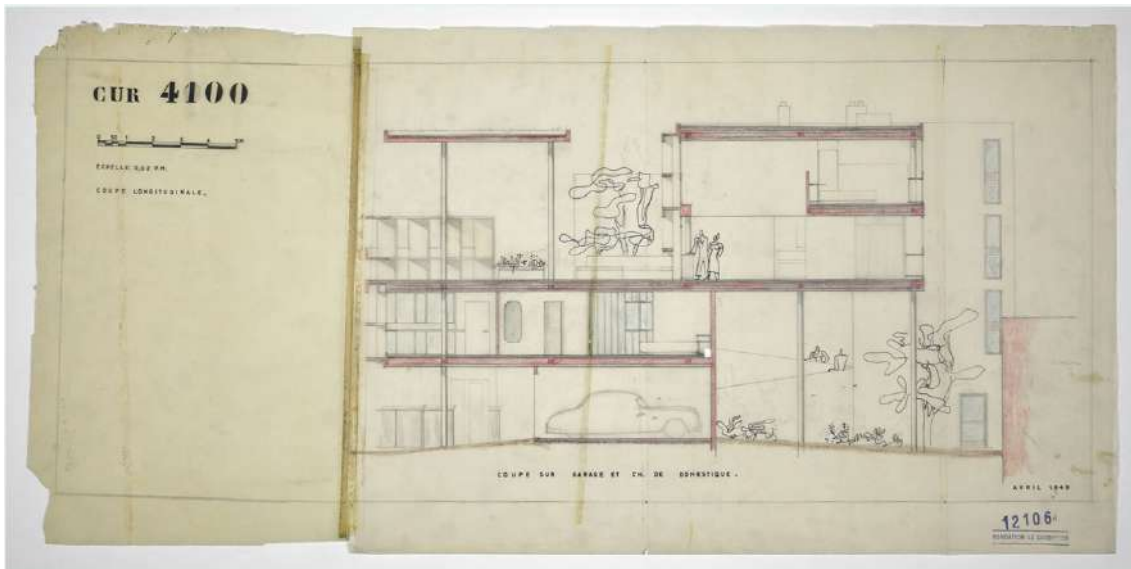 CUR 4100
ECHELLE 0,02 P.M.
COUPE LONGITUDINALE.
COUPE SUR GARAGE ET CH. DE DOMESTIQUE.
AVRIL 1949
12106
FONDATION LE CORBUSIER